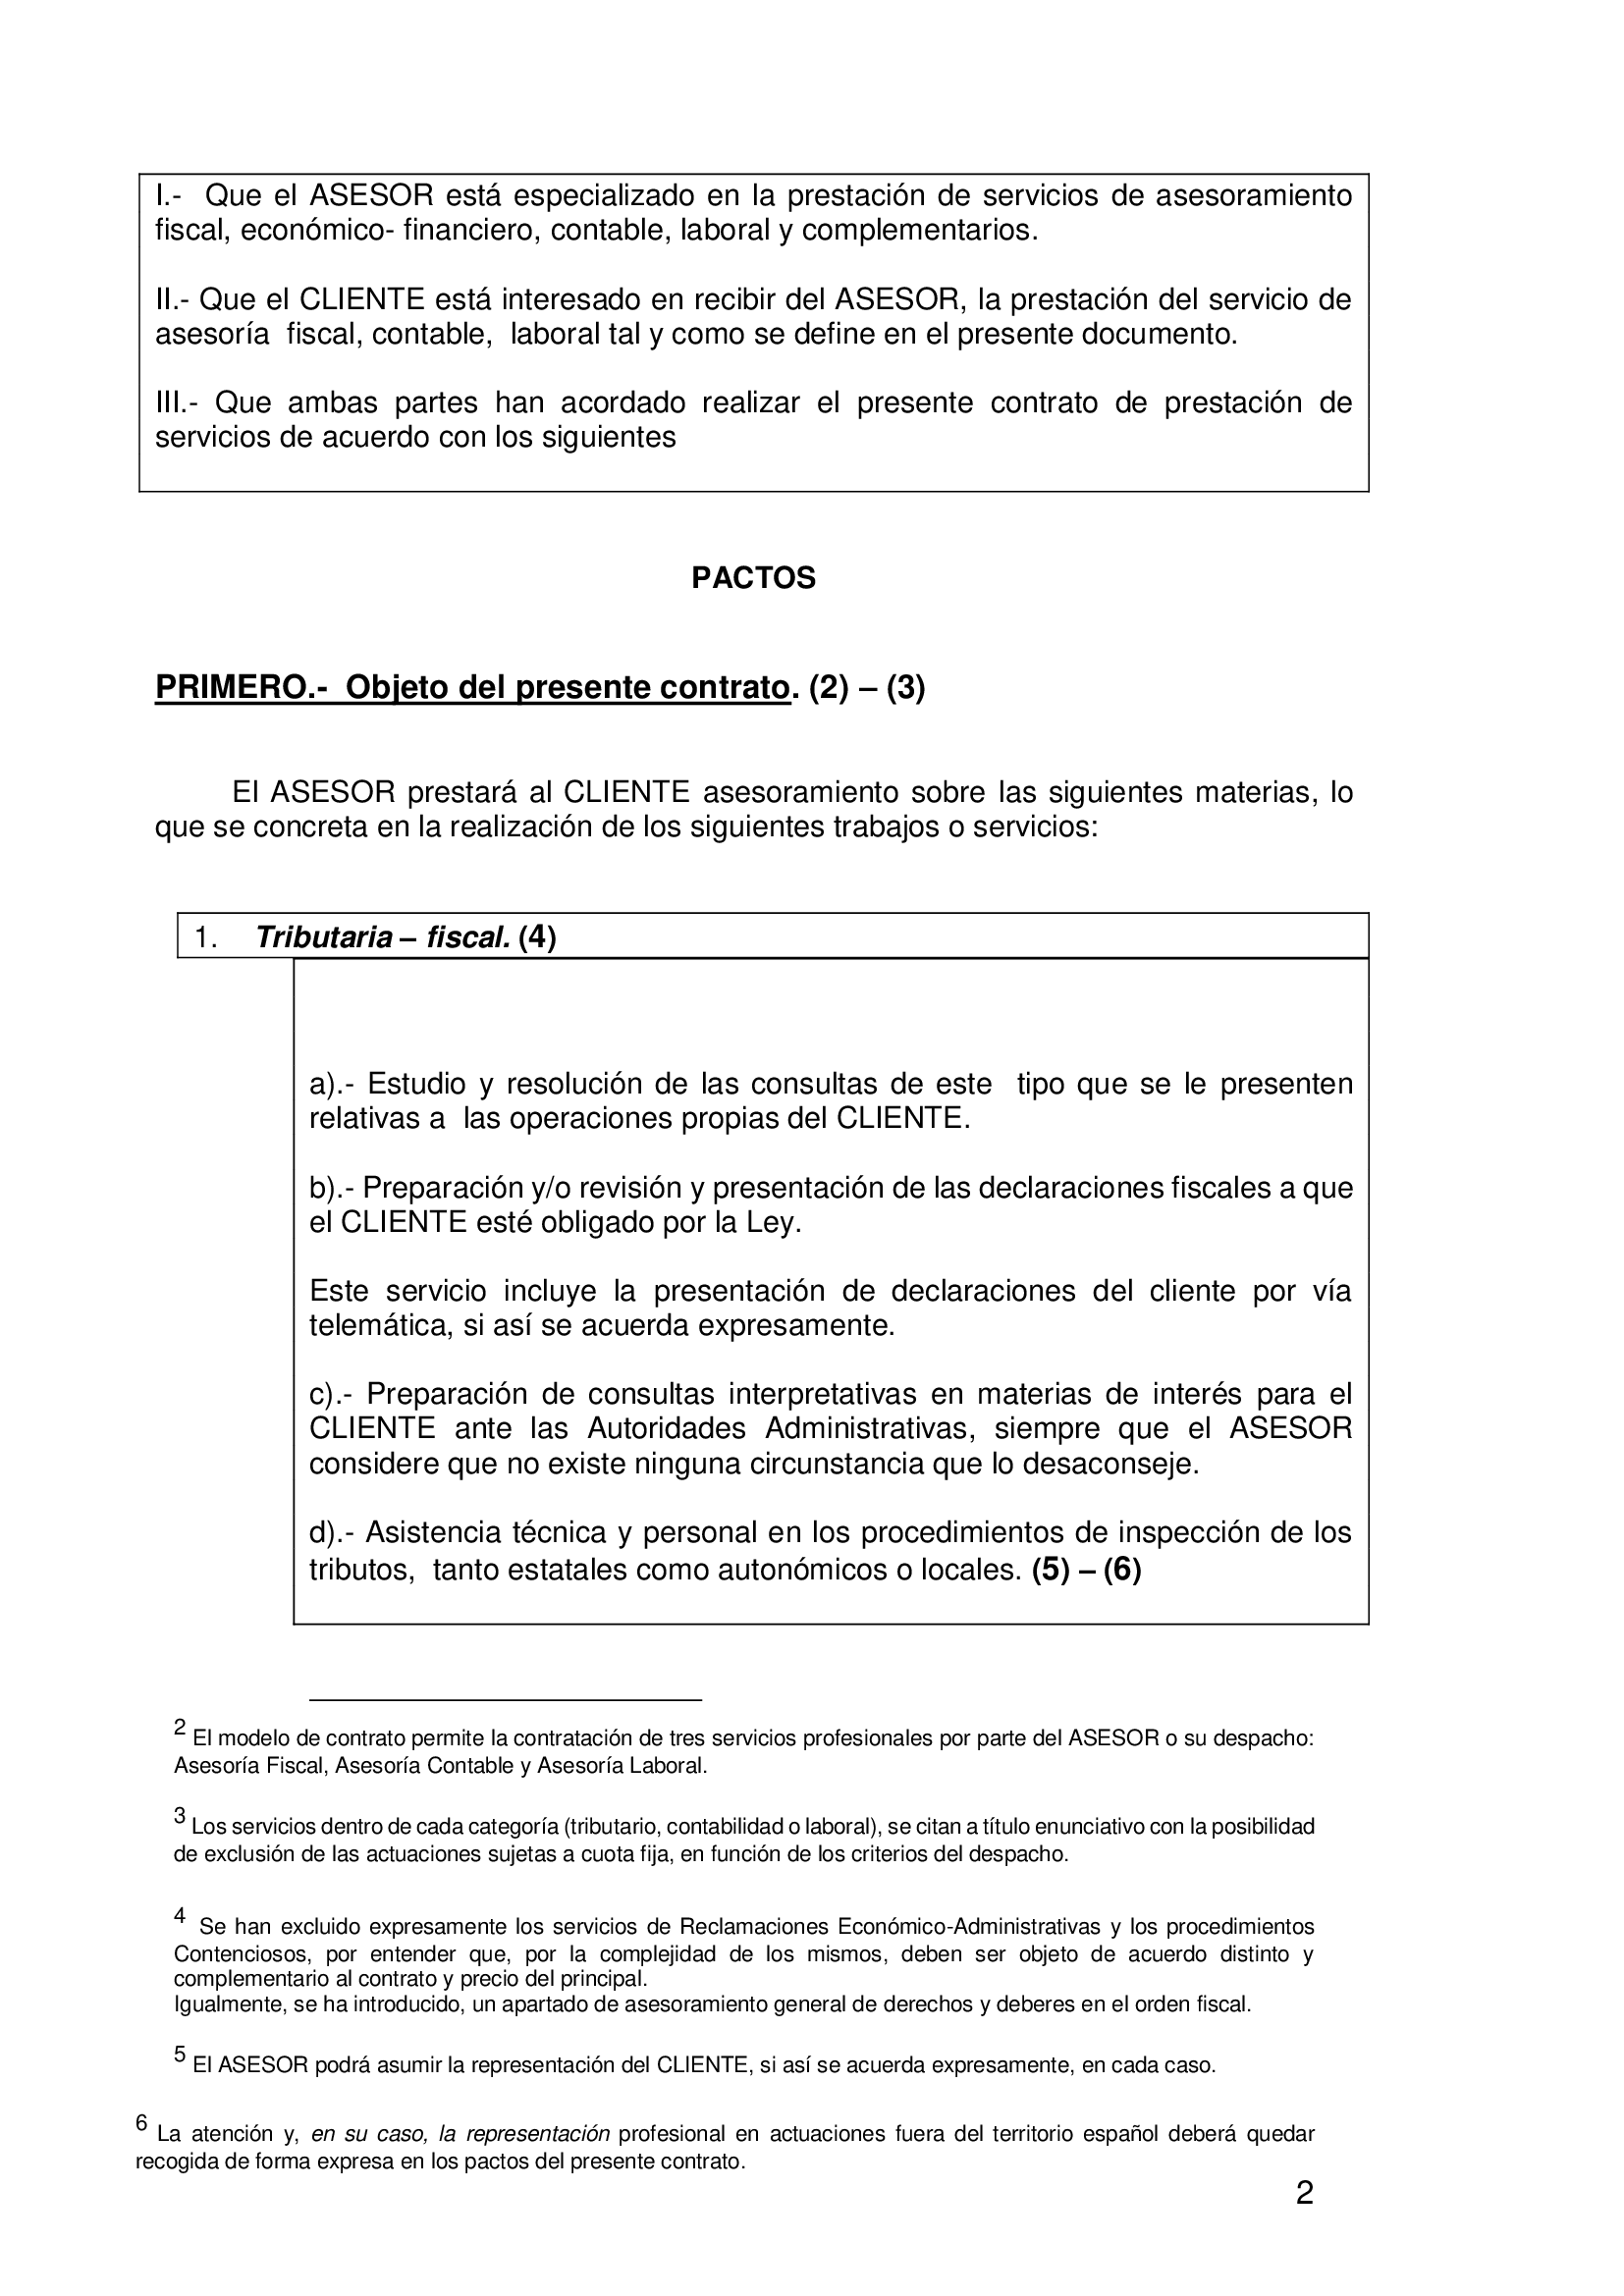 I.- Que el ASESOR está especializado en la prestación de servicios de asesoramiento
fiscal, económico- financiero, contable, laboral y complementarios.
II.- Que el CLIENTE está interesado en recibir del ASESOR, la prestación del servicio de
asesoría fiscal, contable, laboral tal y como se define en el presente documento.
III.- Que ambas partes han acordado realizar el presente contrato de prestación de
servicios de acuerdo con los siguientes
PACTOS
PRIMERO.- Objeto del presente contrato. (2) – (3)
El ASESOR prestará al CLIENTE asesoramiento sobre las siguientes materias, lo
que se concreta en la realización de los siguientes trabajos o servicios:
1. Tributaria – fiscal. (4)
a).- Estudio y resolución de las consultas de este tipo que se le presenten
relativas a las operaciones propias del CLIENTE.
b).- Preparación y/o revisión y presentación de las declaraciones fiscales a que
el CLIENTE esté obligado por la Ley.
Este servicio incluye la presentación de declaraciones del cliente por vía
telemática, si así se acuerda expresamente.
c).- Preparación de consultas interpretativas en materias de interés para el
CLIENTE ante las Autoridades Administrativas, siempre que el ASESOR
considere que no existe ninguna circunstancia que lo desaconseje.
d).- Asistencia técnica y personal en los procedimientos de inspección de los
tributos, tanto estatales como autonómicos o locales. (5) – (6)
2 El modelo de contrato permite la contratación de tres servicios profesionales por parte del ASESOR o su despacho:
Asesoría Fiscal, Asesoría Contable y Asesoría Laboral.
3 Los servicios dentro de cada categoría (tributario, contabilidad o laboral), se citan a título enunciativo con la posibilidad
de exclusión de las actuaciones sujetas a cuota fija, en función de los criterios del despacho.
4 Se han excluido expresamente los servicios de Reclamaciones Económico-Administrativas y los procedimientos
Contenciosos, por entender que, por la complejidad de los mismos, deben ser objeto de acuerdo distinto y
complementario al contrato y precio del principal.
Igualmente, se ha introducido, un apartado de asesoramiento general de derechos y deberes en el orden fiscal.
5 El ASESOR podrá asumir la representación del CLIENTE, si así se acuerda expresamente, en cada caso.
6 La atención y, en su caso, la representación profesional en actuaciones fuera del territorio español deberá quedar
recogida de forma expresa en los pactos del presente contrato.
2